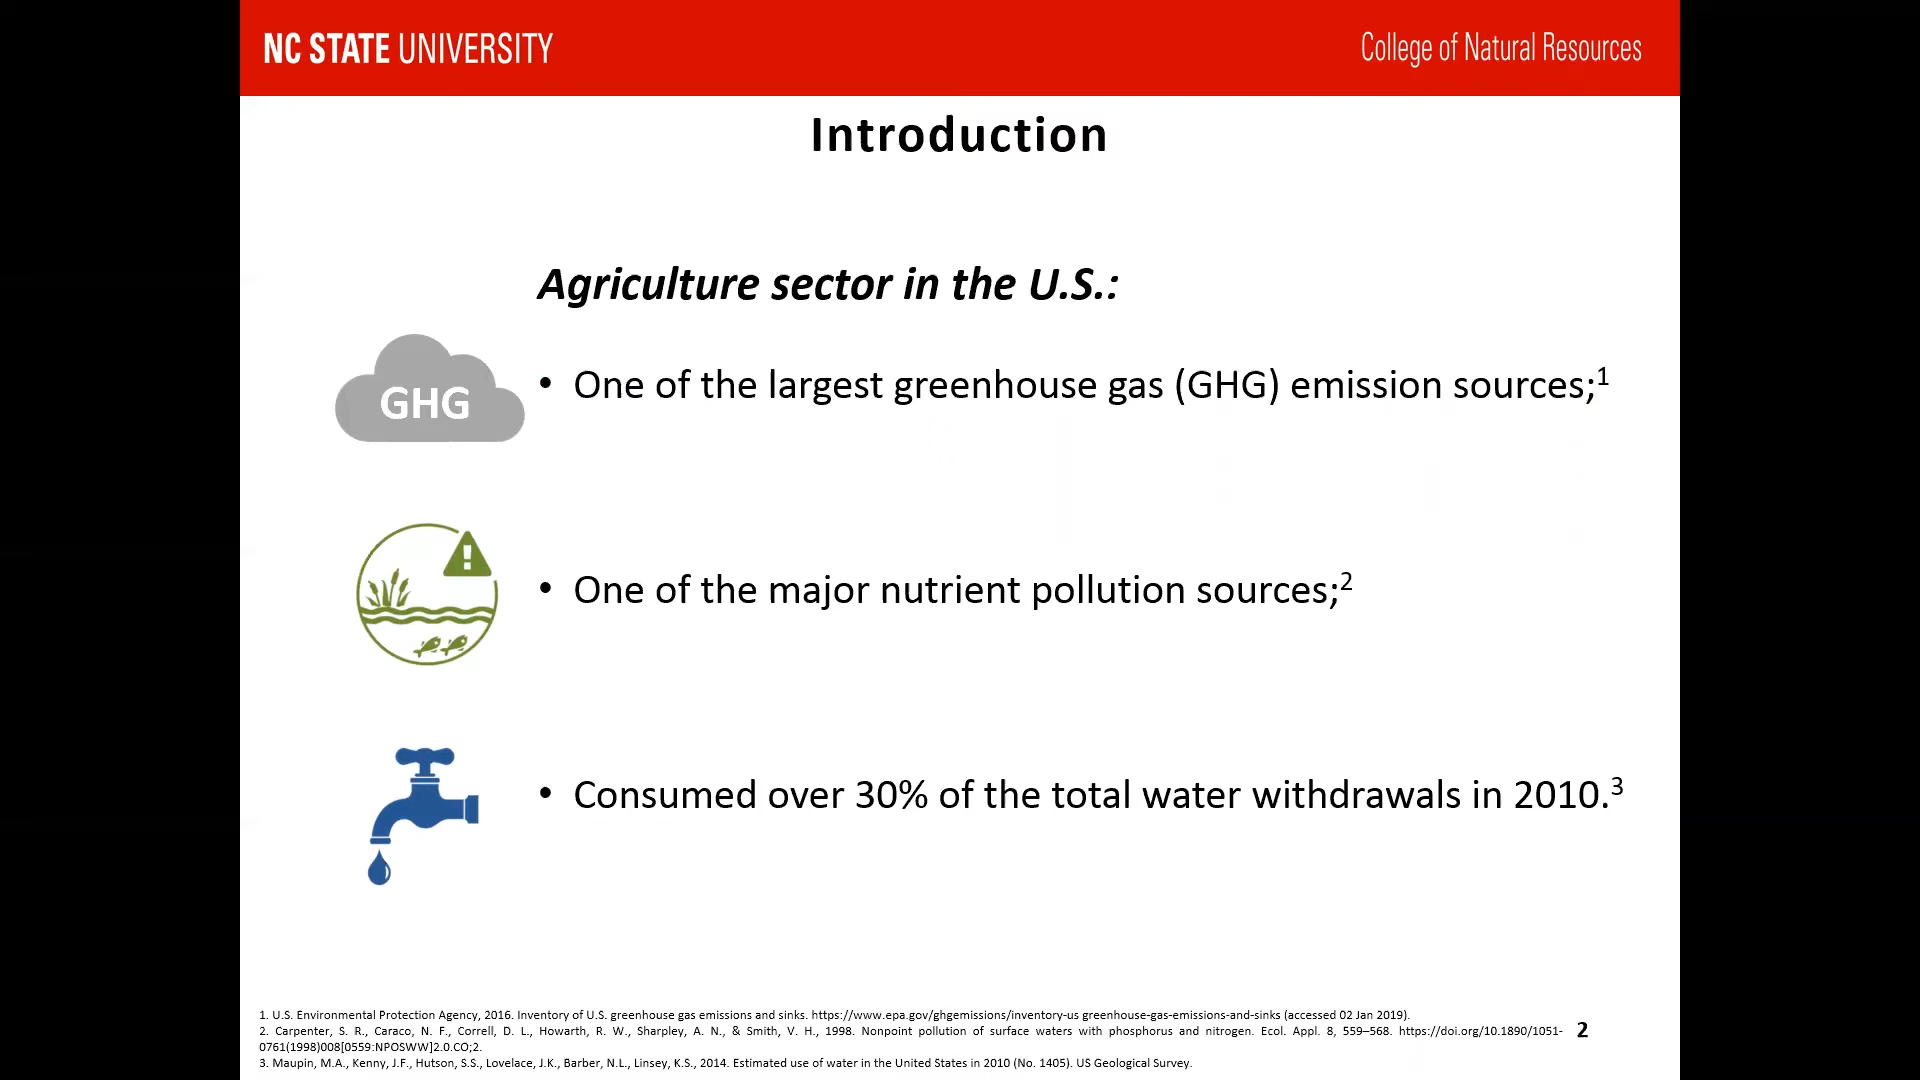 NC STATE UNIVERSITY
College of Natural Resources
Introduction
Agriculture sector in the U.S.:
GHG
• One of the largest greenhouse gas (GHG) emission sources;1
!
• One of the major nutrient pollution sources;2
• Consumed over 30% of the total water withdrawals in 2010.3
1. U.S. Environmental Protection Agency, 2016. Inventory of U.S. greenhouse gas emissions and sinks. https://www.epa.gov/ghgemissions/inventory-us greenhouse-gas-emissions-and-sinks (accessed 02 Jan 2019).
2. Carpenter, S. R., Caraco, N. F., Correll, D. L., Howarth, R. W., Sharpley, A. N., & Smith, V. H., 1998. Nonpoint pollution of surface waters with phosphorus and nitrogen. Ecol. Appl. 8, 559–568. https://doi.org/10.1890/1051-
0761(1998)008[0559:NPOSWW]2.0.CO;2.
3. Maupin, M.A., Kenny, J.F., Hutson, S.S., Lovelace, J.K., Barber, N.L., Linsey, K.S., 2014. Estimated use of water in the United States in 2010 (No. 1405). US Geological Survey.
2